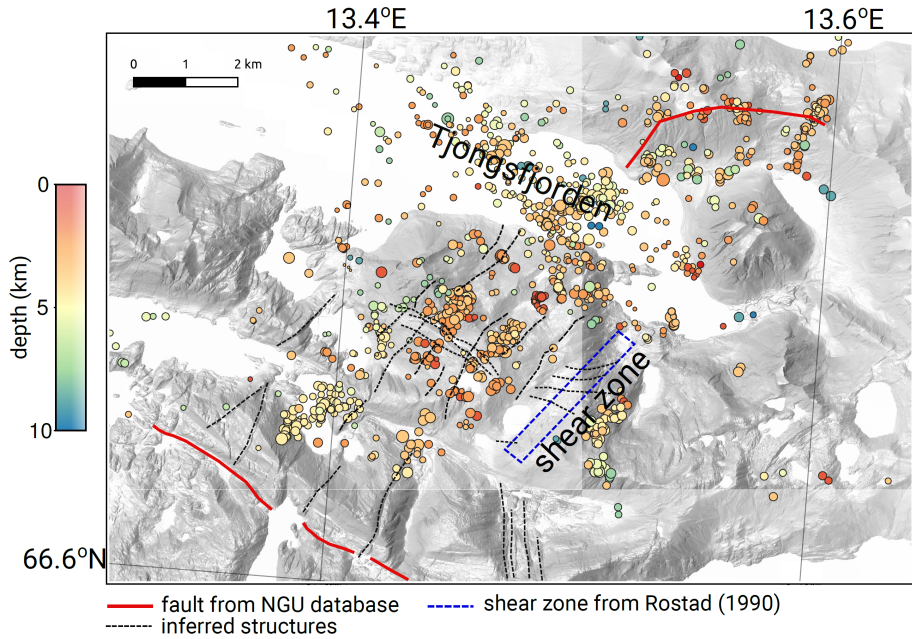 13.4°E 13.6°E
0 1 2 km
Tjongsfjorden
0
5
10
depth (km)
shear zone
66.6°N
fault from NGU database
shear zone from Rostad (1990)
inferred structures